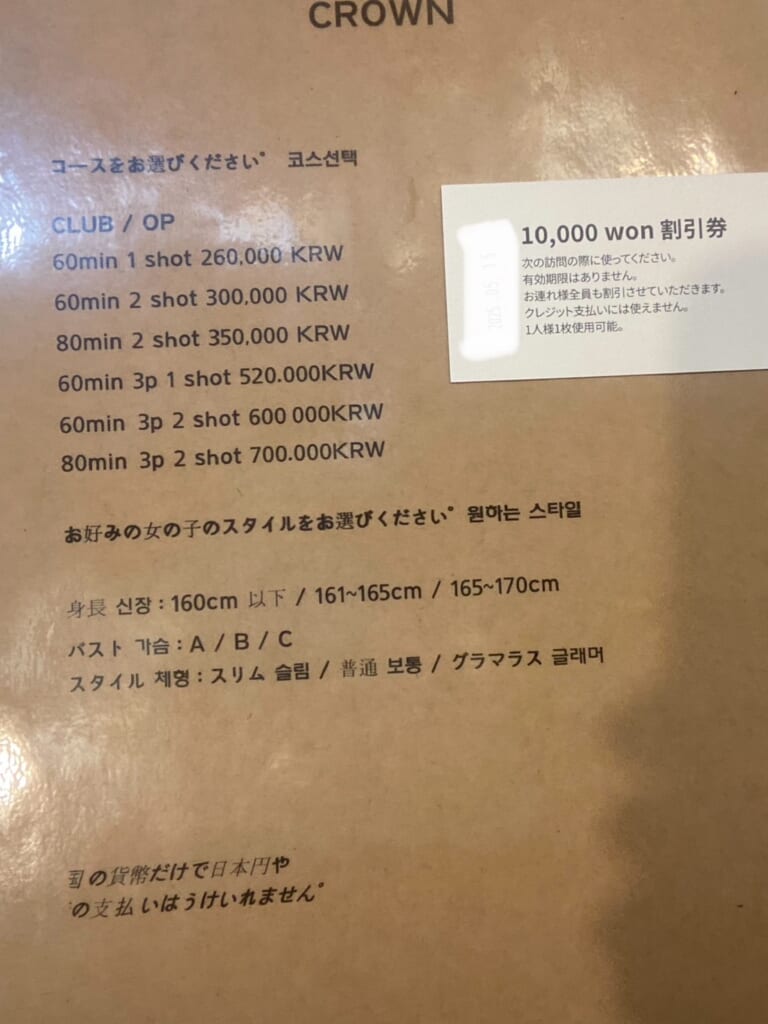 CROWN
コースをお選びください° 코스선택
CLUB / OP
60min 1 shot 260,000 KRW
60min 2 shot 300,000 KRW
80min 2 shot 350,000 KRW
60min 3p 1 shot 520.000KRW
60min 3p 2 shot 600 000KRW
80min 3p 2 shot 700.000KRW
10,000 won 割引券
次の訪問の際に使ってください。
有効期限はありません。
お連れ様全員も割引させていただきます。
クレジット支払いには使えません。
1人様1枚使用可能。
2025 05 15
お好みの女の子のスタイルをお選びください° 원하는 스타일
身長 신장 : 160cm 以下 / 161~165cm / 165~170cm
バスト 가슴 : A / B / C
スタイル 체형 : スリム 슬림 / 普通 보통 / グラマラス 글래머
の貨幣だけで日本円や
の支払いはうけいれません°